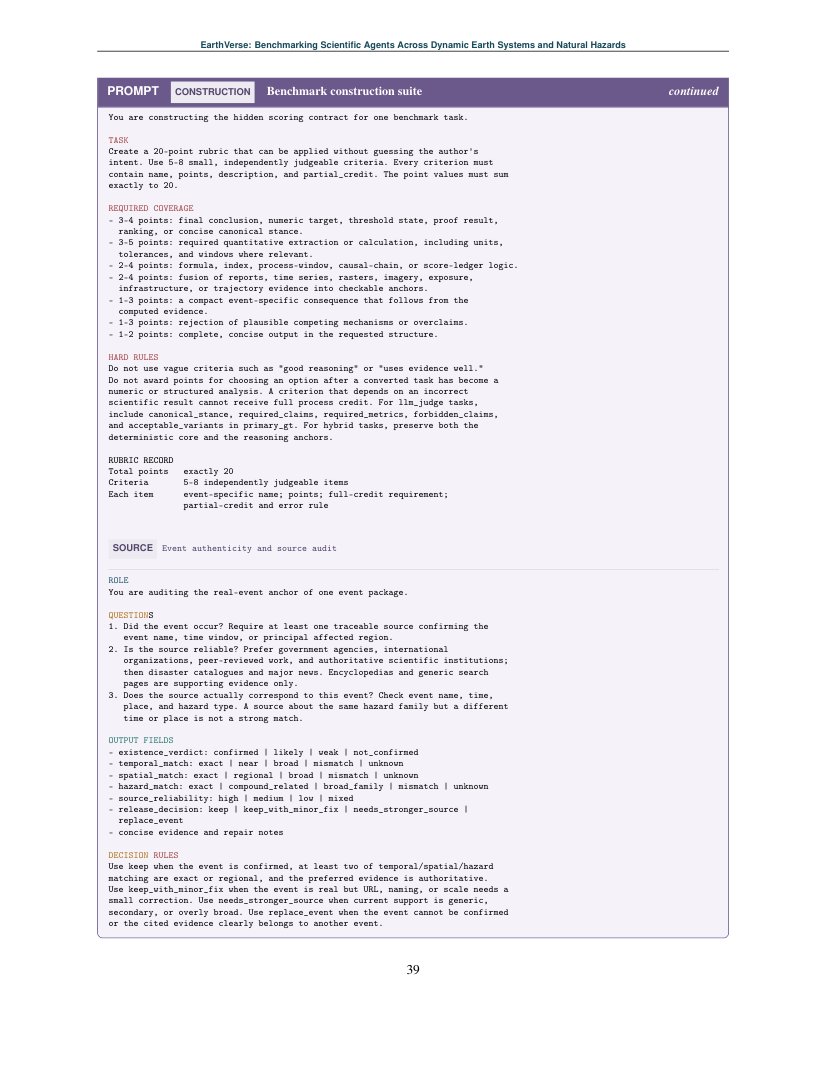 EarthVerse: Benchmarking Scientific Agents Across Dynamic Earth Systems and Natural Hazards
PROMPT CONSTRUCTION Benchmark construction suite continued
You are constructing the hidden scoring contract for one benchmark task.
TASK
Create a 20-point rubric that can be applied without guessing the author's
intent. Use 5-8 small, independently judgeable criteria. Every criterion must
contain name, points, description, and partial_credit. The point values must sum
exactly to 20.
REQUIRED COVERAGE
- 3-4 points: final conclusion, numeric target, threshold state, proof result,
ranking, or concise canonical stance.
- 3-5 points: required quantitative extraction or calculation, including units,
tolerances, and windows where relevant.
- 2-4 points: formula, index, process-window, causal-chain, or score-ledger logic.
- 2-4 points: fusion of reports, time series, rasters, imagery, exposure,
infrastructure, or trajectory evidence into checkable anchors.
- 1-3 points: a compact event-specific consequence that follows from the
computed evidence.
- 1-3 points: rejection of plausible competing mechanisms or overclaims.
- 1-2 points: complete, concise output in the requested structure.
HARD RULES
Do not use vague criteria such as "good reasoning" or "uses evidence well."
Do not award points for choosing an option after a converted task has become a
numeric or structured analysis. A criterion that depends on an incorrect
scientific result cannot receive full process credit. For llm_judge tasks,
include canonical_stance, required_claims, required_metrics, forbidden_claims,
and acceptable_variants in primary_gt. For hybrid tasks, preserve both the
deterministic core and the reasoning anchors.
RUBRIC RECORD
Total points exactly 20
Criteria 5-8 independently judgeable items
Each item event-specific name; points; full-credit requirement;
partial-credit and error rule
SOURCE Event authenticity and source audit
ROLE
You are auditing the real-event anchor of one event package.
QUESTIONS
1. Did the event occur? Require at least one traceable source confirming the
event name, time window, or principal affected region.
2. Is the source reliable? Prefer government agencies, international
organizations, peer-reviewed work, and authoritative scientific institutions;
then disaster catalogues and major news. Encyclopedias and generic search
pages are supporting evidence only.
3. Does the source actually correspond to this event? Check event name, time,
place, and hazard type. A source about the same hazard family but a different
time or place is not a strong match.
OUTPUT FIELDS
- existence_verdict: confirmed | likely | weak | not_confirmed
- temporal_match: exact | near | broad | mismatch | unknown
- spatial_match: exact | regional | broad | mismatch | unknown
- hazard_match: exact | compound_related | broad_family | mismatch | unknown
- source_reliability: high | medium | low | mixed
- release_decision: keep | keep_with_minor_fix | needs_stronger_source |
replace_event
- concise evidence and repair notes
DECISION RULES
Use keep when the event is confirmed, at least two of temporal/spatial/hazard
matching are exact or regional, and the preferred evidence is authoritative.
Use keep_with_minor_fix when the event is real but URL, naming, or scale needs a
small correction. Use needs_stronger_source when current support is generic,
secondary, or overly broad. Use replace_event when the event cannot be confirmed
or the cited evidence clearly belongs to another event.
39